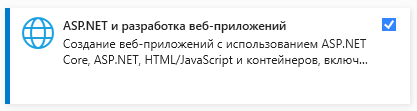 ASP.NET и разработка веб-приложений
Создание веб-приложений с использованием ASP.NET
Core, ASP.NET, HTML/JavaScript и контейнеров, включ...